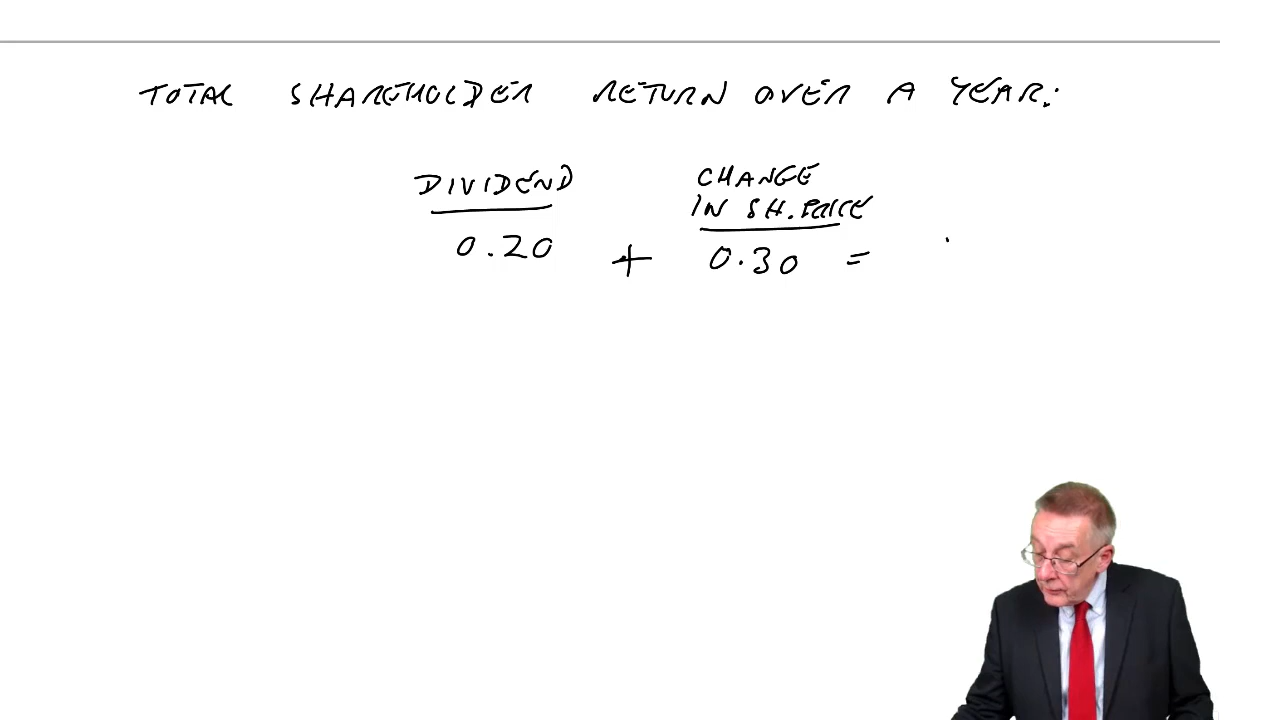 TOTAL SHAREHOLDER RETURN OVER A YEAR:
DIVIDEND CHANGE
IN SH. PRICE
0.20 + 0.30 =